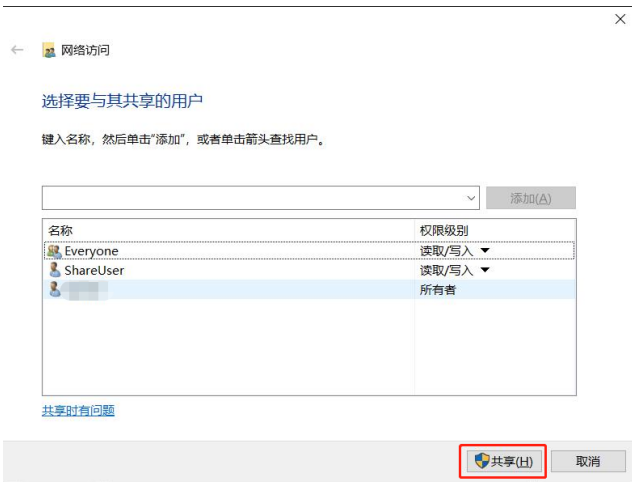 网络访问
选择要与其共享的用户
键入名称，然后单击"添加"，或者单击箭头查找用户。
添加(A)
名称 权限级别
Everyone 读取/写入
ShareUser 读取/写入
所有者
共享时有问题
共享(H) 取消